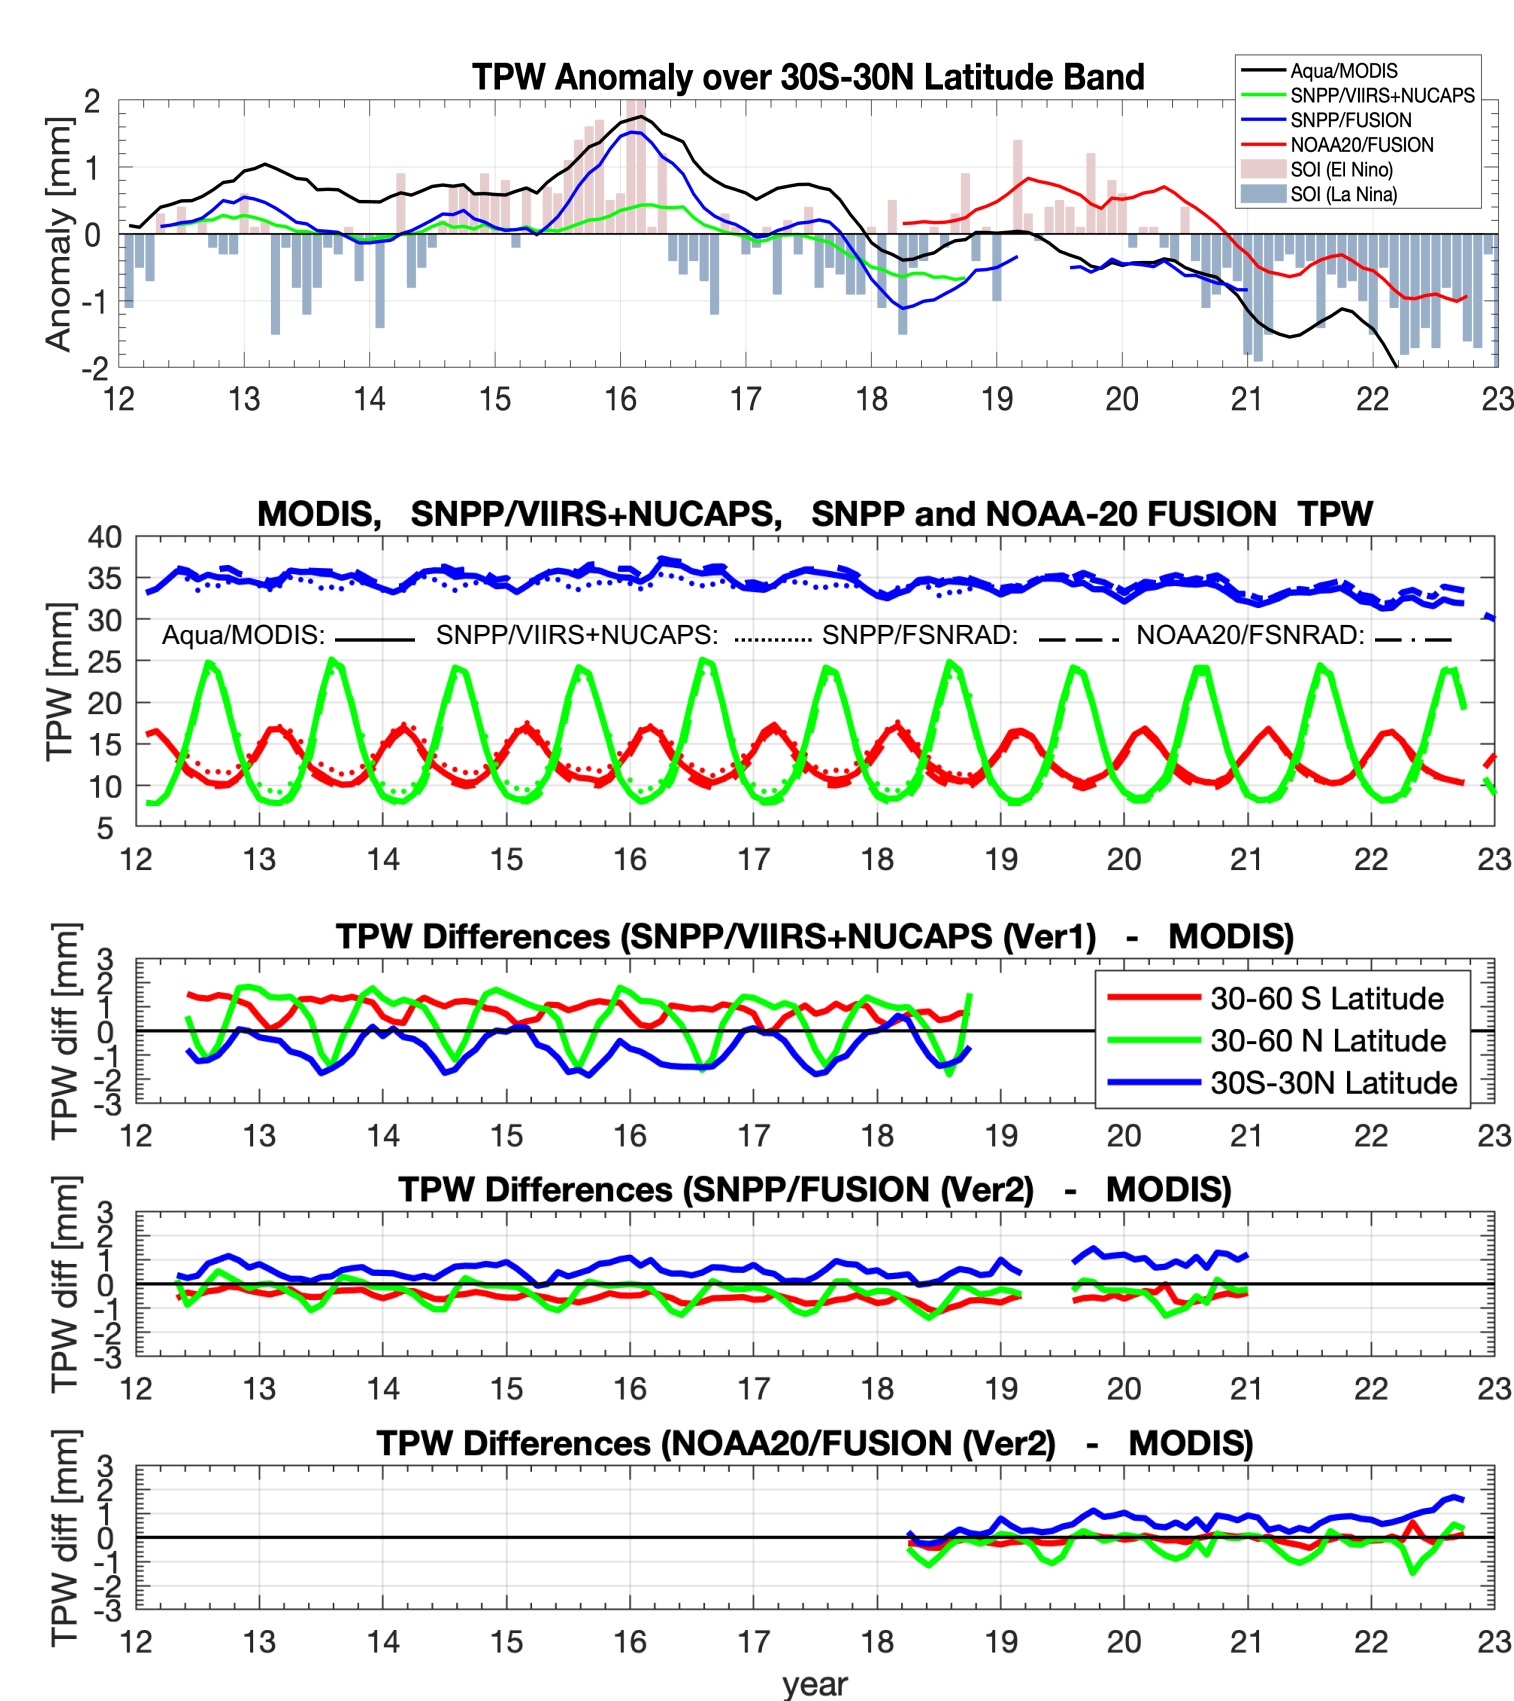 TPW Anomaly over 30S-30N Latitude Band
Aqua/MODIS
SNPP/VIIRS+NUCAPS
SNPP/FUSION
NOAA20/FUSION
SOI (El Nino)
SOI (La Nina)
Anomaly [mm]
2
1
0
-1
-2
12 13 14 15 16 17 18 19 20 21 22 23
MODIS, SNPP/VIIRS+NUCAPS, SNPP and NOAA-20 FUSION TPW
TPW [mm]
40
35
30
Aqua/MODIS: SNPP/VIIRS+NUCAPS: SNPP/FSNRAD: NOAA20/FSNRAD:
25
20
15
10
5
12 13 14 15 16 17 18 19 20 21 22 23
TPW Differences (SNPP/VIIRS+NUCAPS (Ver1) - MODIS)
TPW diff [mm]
3
2
1
0
-1
-2
-3
30-60 S Latitude
30-60 N Latitude
30S-30N Latitude
12 13 14 15 16 17 18 19 20 21 22 23
TPW Differences (SNPP/FUSION (Ver2) - MODIS)
TPW diff [mm]
3
2
1
0
-1
-2
-3
12 13 14 15 16 17 18 19 20 21 22 23
TPW Differences (NOAA20/FUSION (Ver2) - MODIS)
TPW diff [mm]
3
2
1
0
-1
-2
-3
12 13 14 15 16 17 18 19 20 21 22 23
year